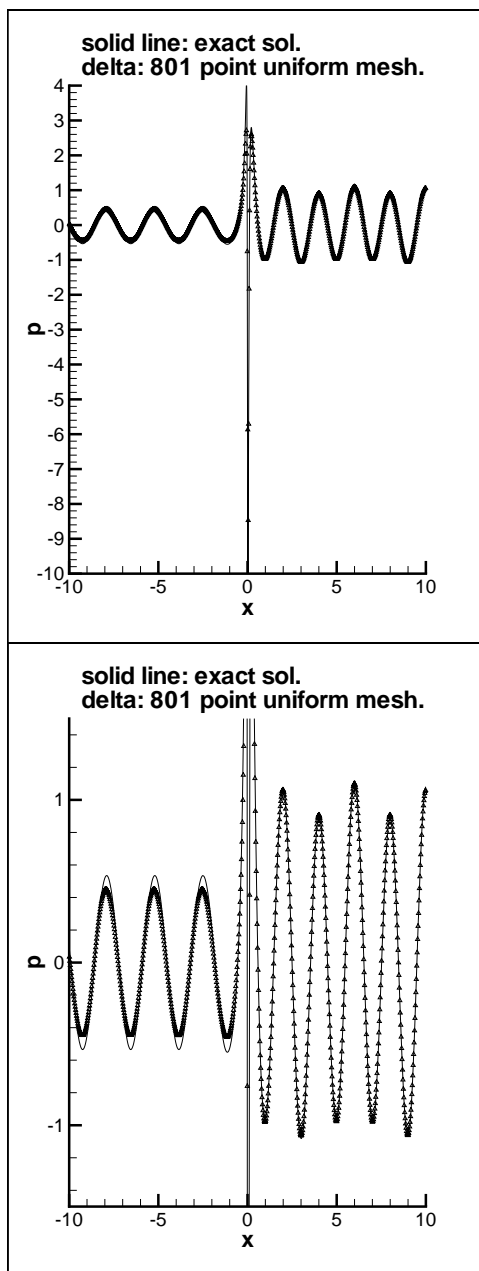 solid line: exact sol.
delta: 801 point uniform mesh.
4
3
2
1
0
-1
-2
-3
-4
-5
-6
-7
-8
-9
-10
p
-10 -5 0 5 10
x
solid line: exact sol.
delta: 801 point uniform mesh.
1
0
-1
p
-10 -5 0 5 10
x